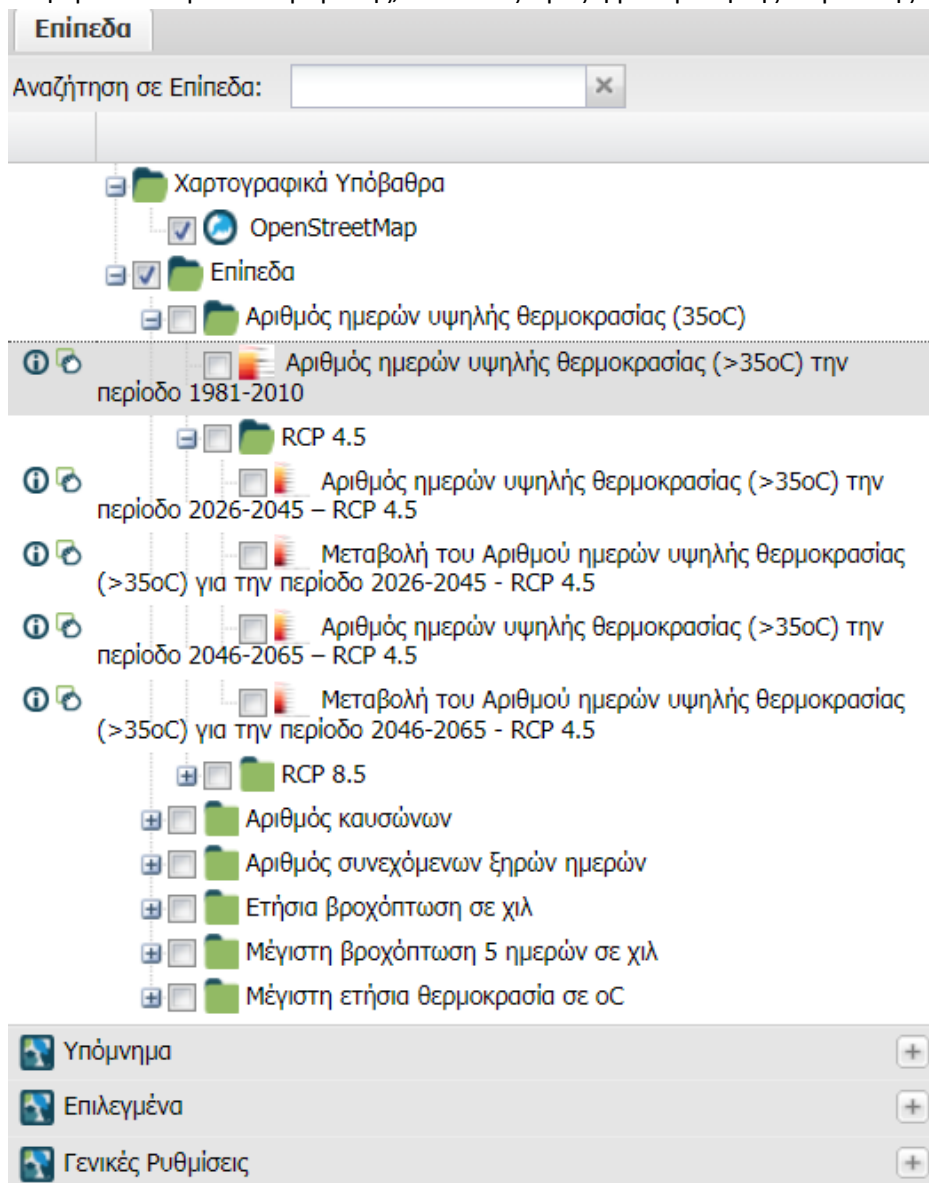 Επίπεδα
Αναζήτηση σε Επίπεδα:
Χαρτογραφικά Υπόβαθρα
OpenStreetMap
Επίπεδα
Αριθμός ημερών υψηλής θερμοκρασίας (35oC)
Αριθμός ημερών υψηλής θερμοκρασίας (>35oC) την
περίοδο 1981-2010
RCP 4.5
Αριθμός ημερών υψηλής θερμοκρασίας (>35oC) την
περίοδο 2026-2045 – RCP 4.5
Μεταβολή του Αριθμού ημερών υψηλής θερμοκρασίας
(>35oC) για την περίοδο 2026-2045 - RCP 4.5
Αριθμός ημερών υψηλής θερμοκρασίας (>35oC) την
περίοδο 2046-2065 – RCP 4.5
Μεταβολή του Αριθμού ημερών υψηλής θερμοκρασίας
(>35oC) για την περίοδο 2046-2065 - RCP 4.5
RCP 8.5
Αριθμός καυσώνων
Αριθμός συνεχόμενων ξηρών ημερών
Ετήσια βροχόπτωση σε χιλ
Μέγιστη βροχόπτωση 5 ημερών σε χιλ
Μέγιστη ετήσια θερμοκρασία σε oC
Υπόμνημα
Επιλεγμένα
Γενικές Ρυθμίσεις